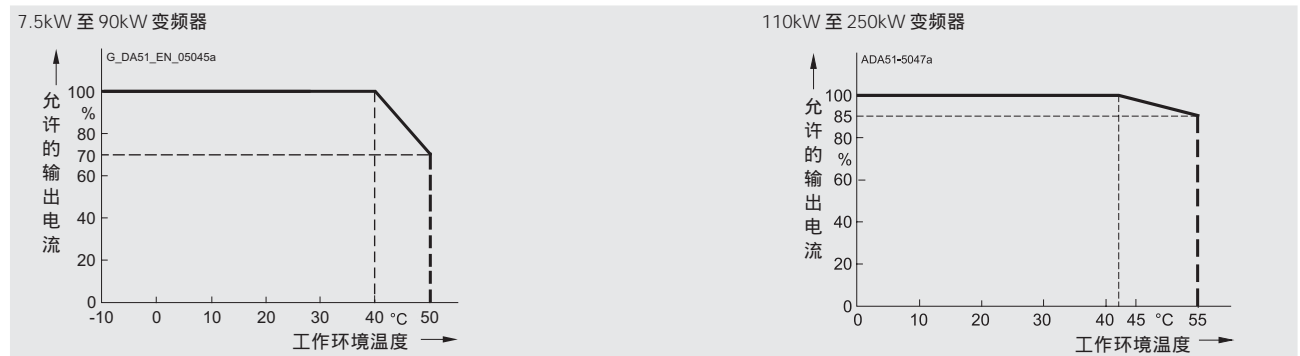 7.5kW 至 90kW 变频器
G_DA51_EN_05045a
允许的输出电流
100
%
80
70
60
40
20
0
-10 0 10 20 30 40 °C 50
工作环境温度
110kW 至 250kW 变频器
ADA51-5047a
允许的输出电流
100
85
80
%
60
40
20
0
0 10 20 30 40 45 °C 55
工作环境温度